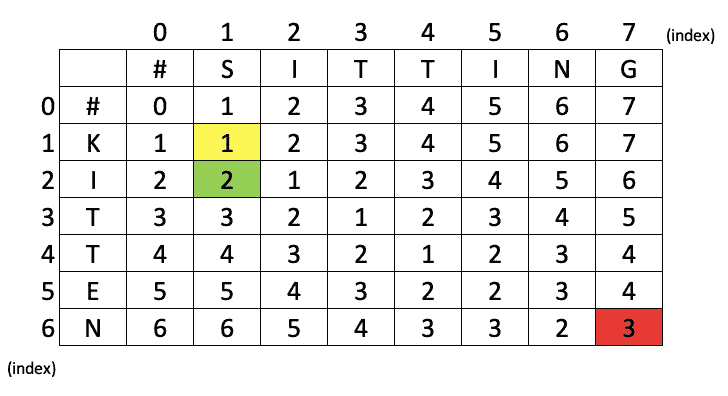 0 1 2 3 4 5 6 7 (index)
# S I T T I N G
0 # 0 1 2 3 4 5 6 7
1 K 1 1 2 3 4 5 6 7
2 I 2 2 1 2 3 4 5 6
3 T 3 3 2 1 2 3 4 5
4 T 4 4 3 2 1 2 3 4
5 E 5 5 4 3 2 2 3 4
6 N 6 6 5 4 3 3 2 3
(index)